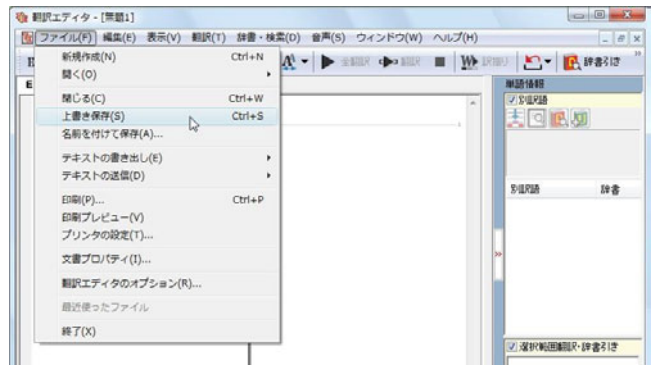 翻訳エディタ - [無題1]
ファイル(F) 編集(E) 表示(V) 翻訳(T) 辞書・検索(D) 音声(S) ウィンドウ(W) ヘルプ(H)
新規作成(N) Ctrl+N
開く(O)
閉じる(C) Ctrl+W
上書き保存(S) Ctrl+S
名前を付けて保存(A)...
テキストの書き出し(E)
テキストの送信(D)
印刷(P)... Ctrl+P
印刷プレビュー(V)
プリンタの設定(T)...
文書プロパティ(I)...
翻訳エディタのオプション(R)...
最近使ったファイル
終了(X)
全翻訳
辞書引き
単語情報
別訳語
別訳語 辞書
選択範囲翻訳・辞書引き